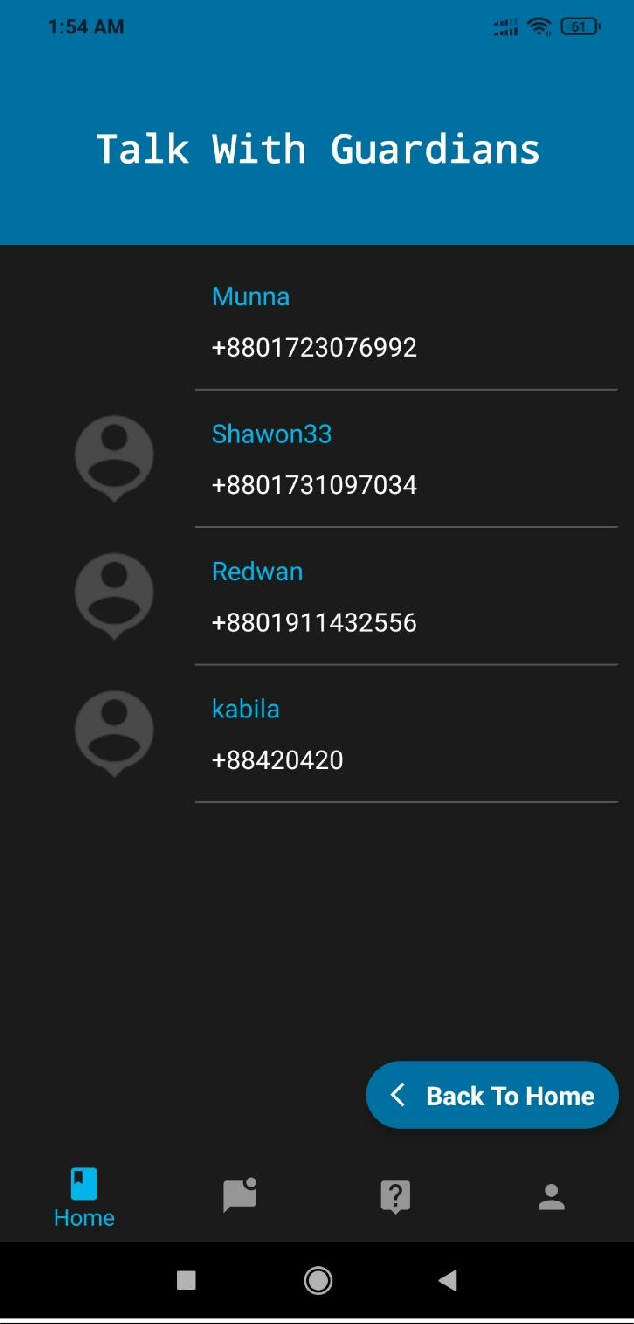 1:54 AM
61
Talk With Guardians
Munna
+8801723076992
Shawon33
+8801731097034
Redwan
+8801911432556
kabila
+88420420
Back To Home
Home